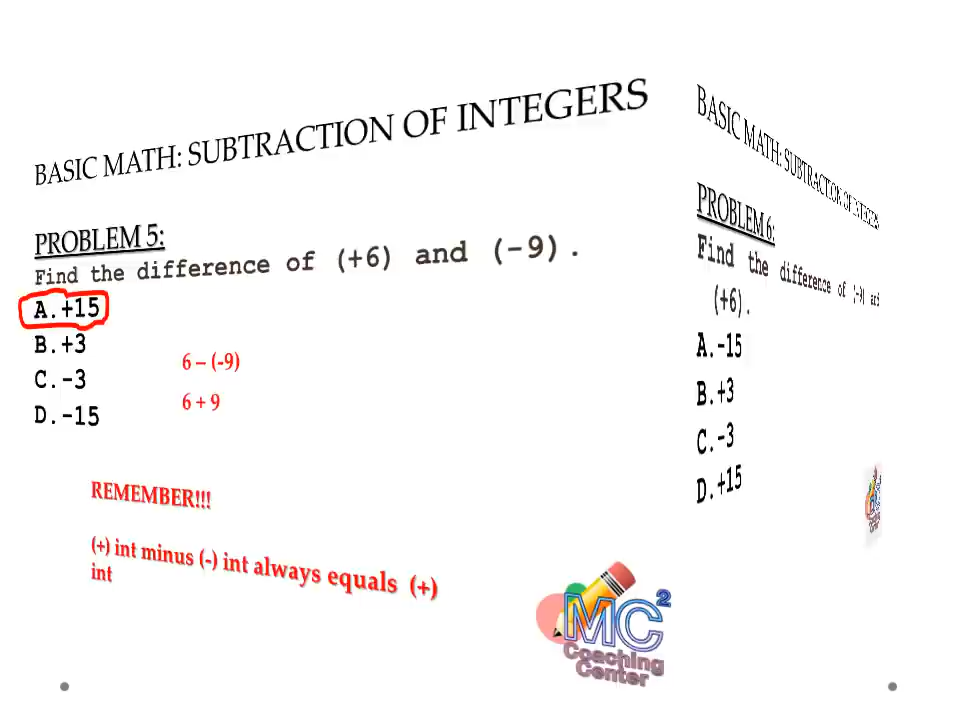 BASIC MATH: SUBTRACTION OF INTEGERS
PROBLEM 5:
Find the difference of (+6) and (-9).
A.+15
B.+3
C.-3
D.-15
6 – (-9)
6 + 9
REMEMBER!!!
(+) int minus (-) int always equals (+)
int
MC²
Coaching
Center
BASIC MATH: SUBTRACTION OF INTEGERS
PROBLEM 6:
Find the difference of (-9) and
(+6).
A.-15
B.+3
C.-3
D.+15